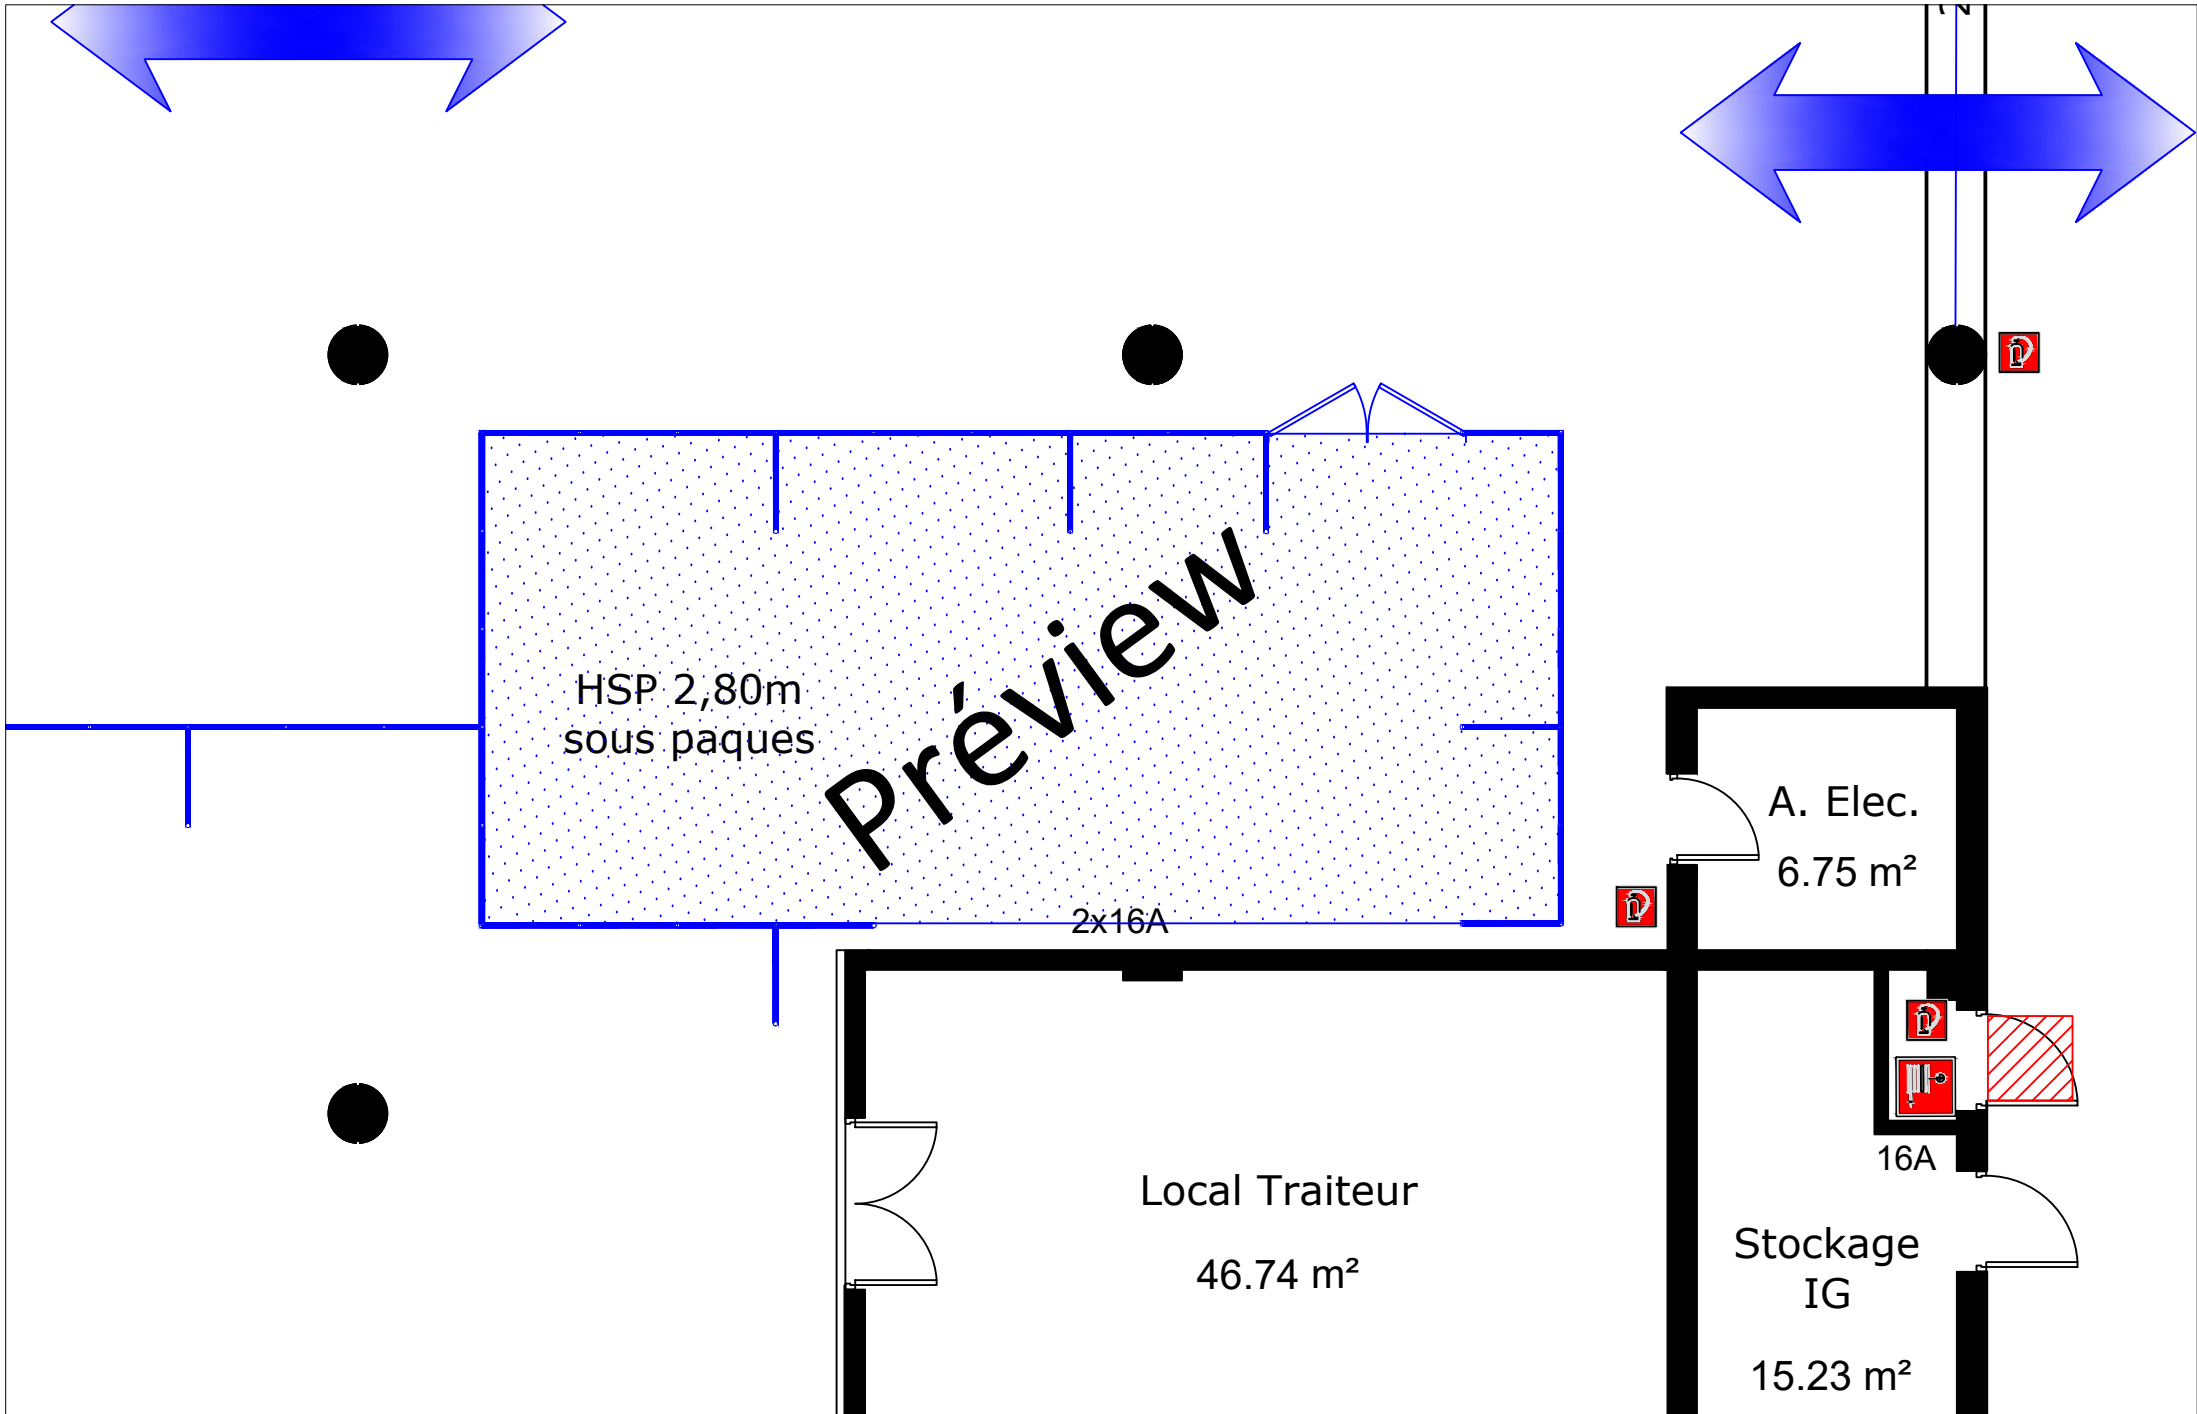 HSP 2,80m
sous paques
Préview
2x16A
A. Elec.
6.75 m²
16A
Local Traiteur
46.74 m²
Stockage
IG
15.23 m²